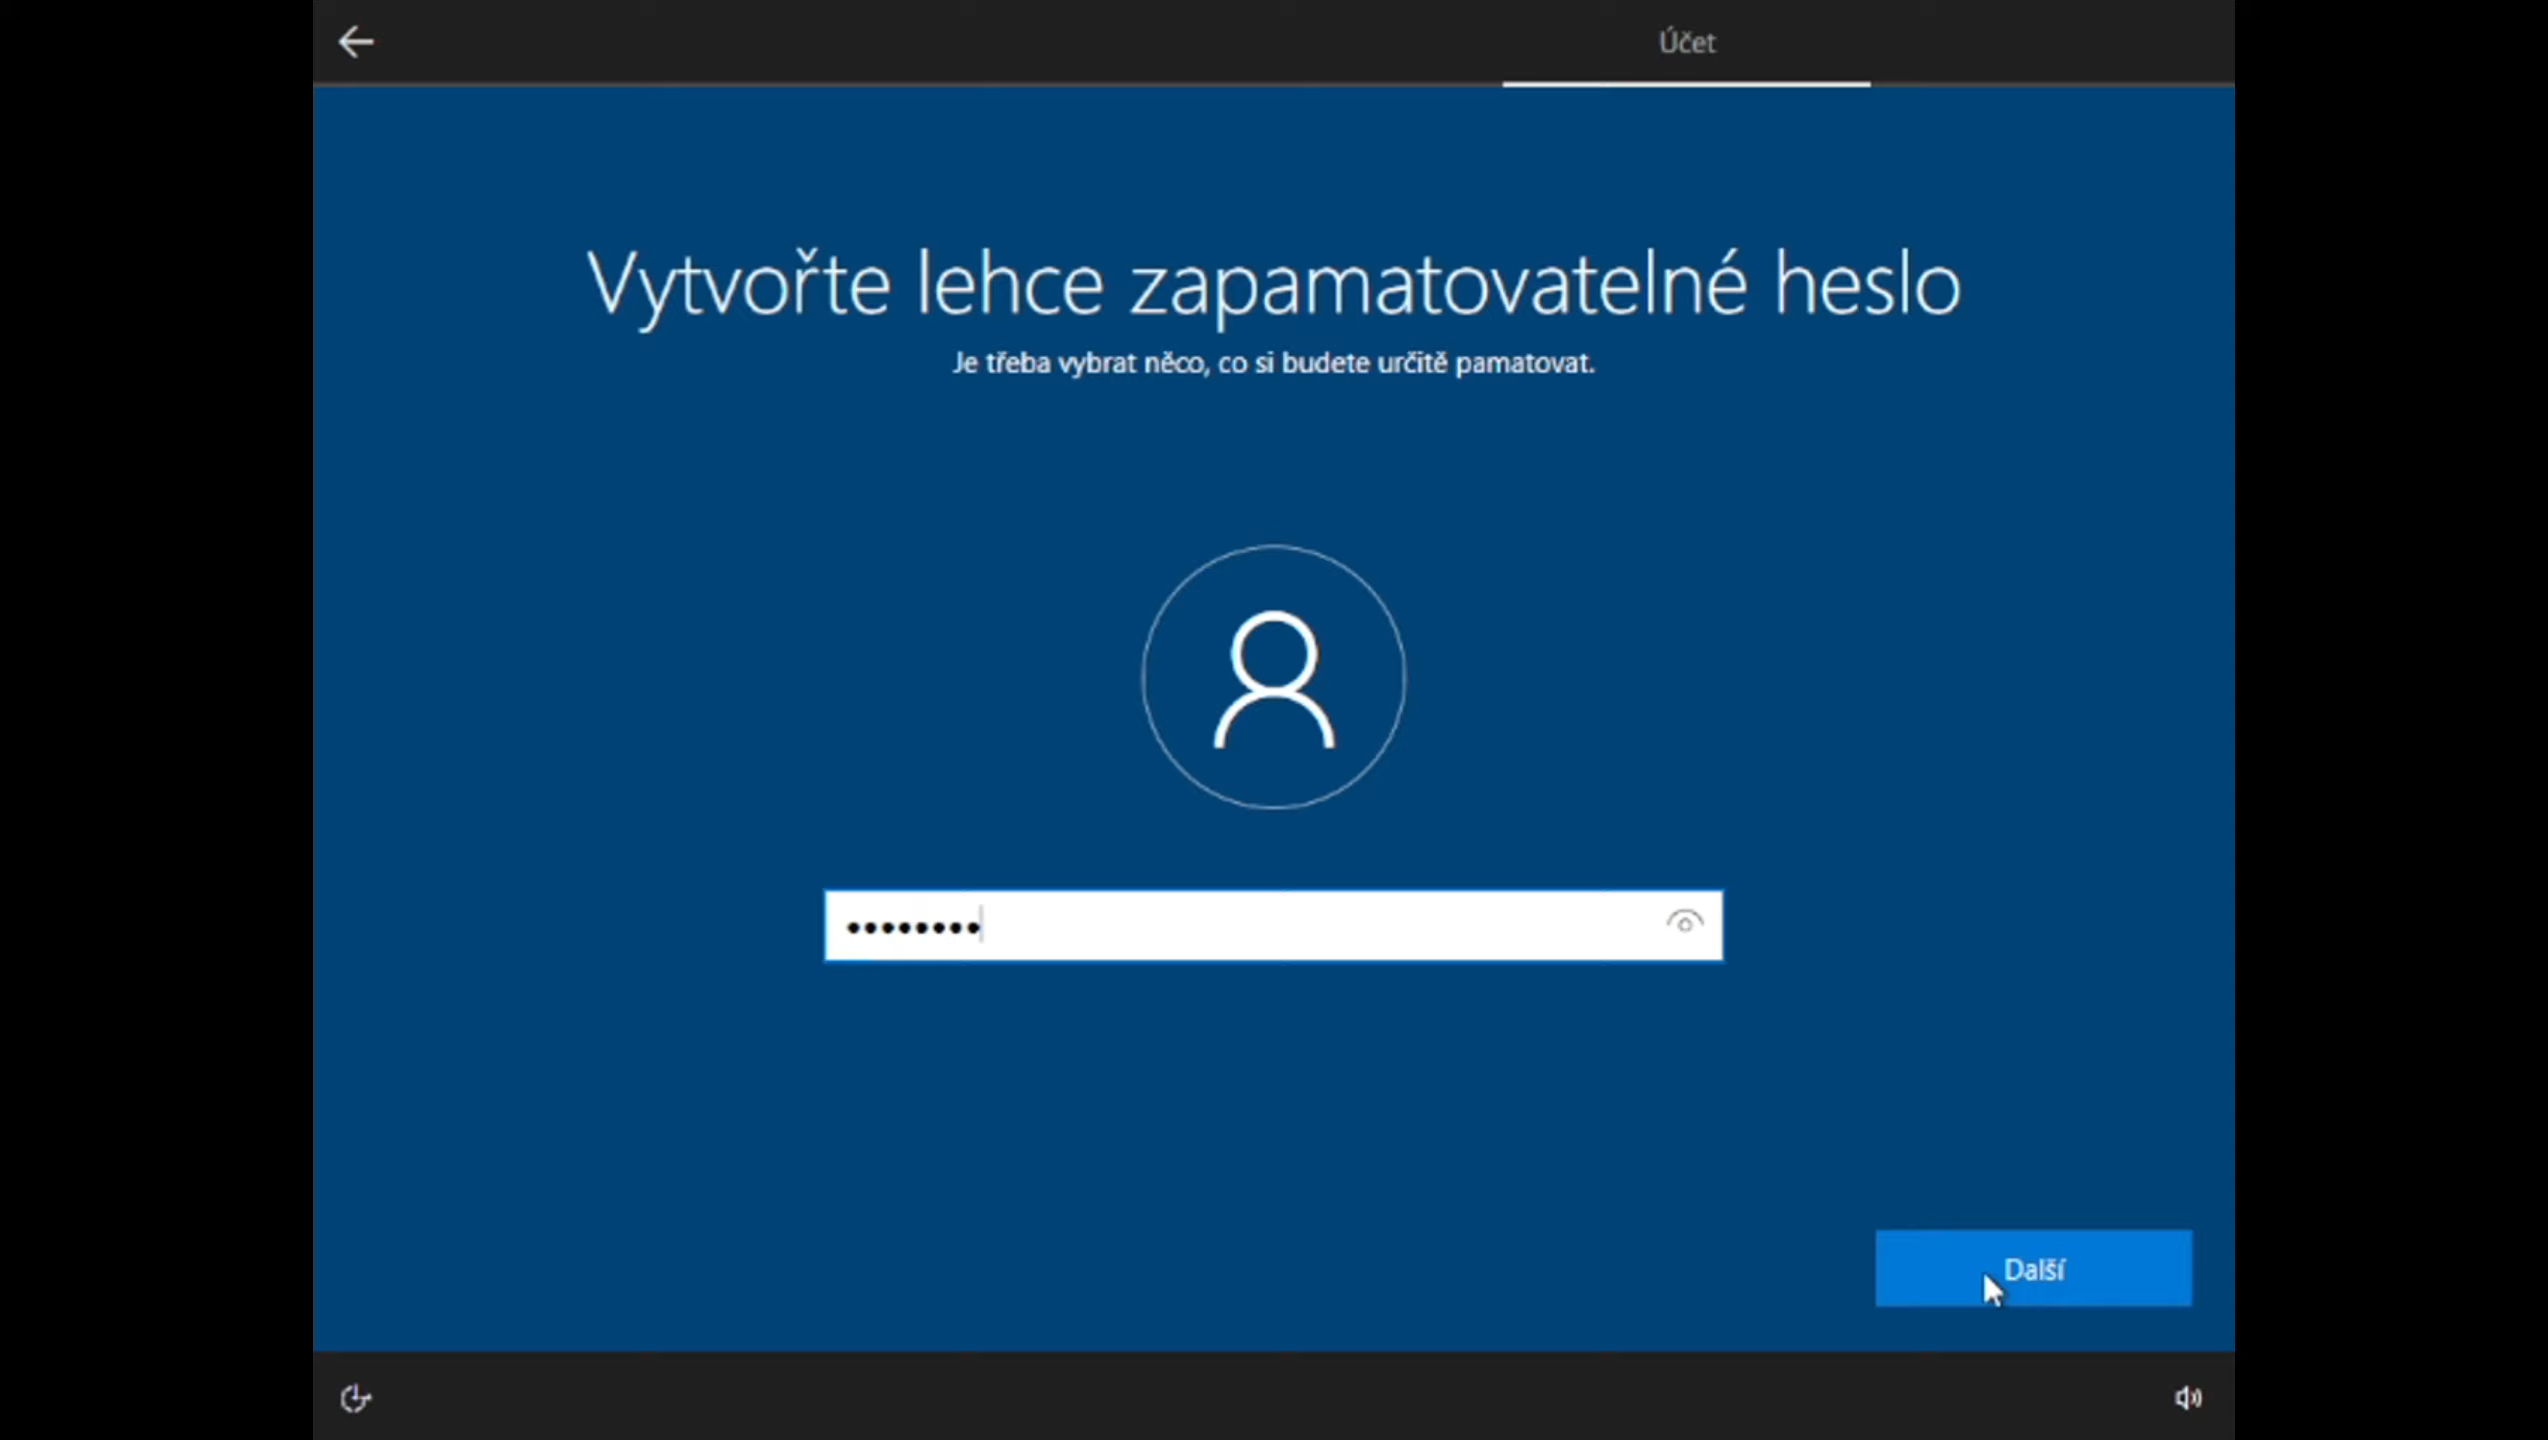 Účet
Vytvořte lehce zapamatovatelné heslo
Je třeba vybrat něco, co si budete určitě pamatovat.
••••••••
Další